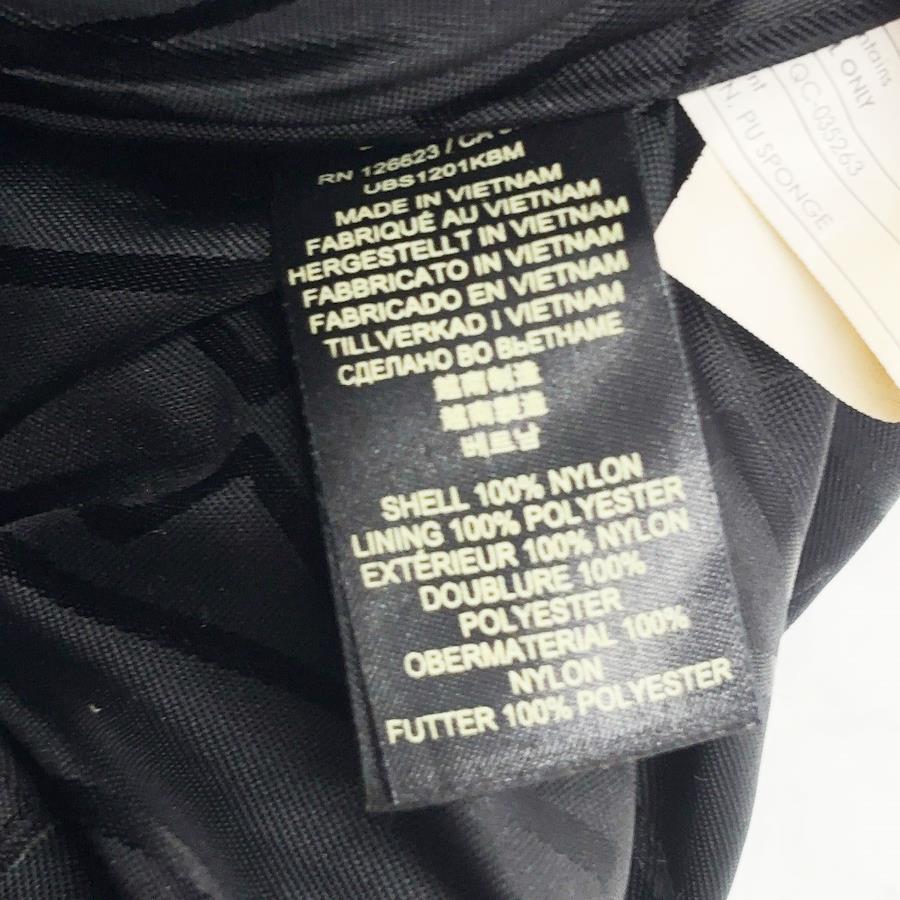 RN 126623 / CA
UBS1201KBM
MADE IN VIETNAM
FABRIQUÉ AU VIETNAM
HERGESTELLT IN VIETNAM
FABBRICATO IN VIETNAM
FABRICADO EN VIETNAM
TILLVERKAD I VIETNAM
СДЕЛАНО ВО ВЬЕТНАМЕ
越南制造
越南製造
베트남
SHELL 100% NYLON
LINING 100% POLYESTER
EXTÉRIEUR 100% NYLON
DOUBLURE 100%
POLYESTER
OBERMATERIAL 100%
NYLON
FUTTER 100% POLYESTER
ONLY
QC-035263
PU SPONGE